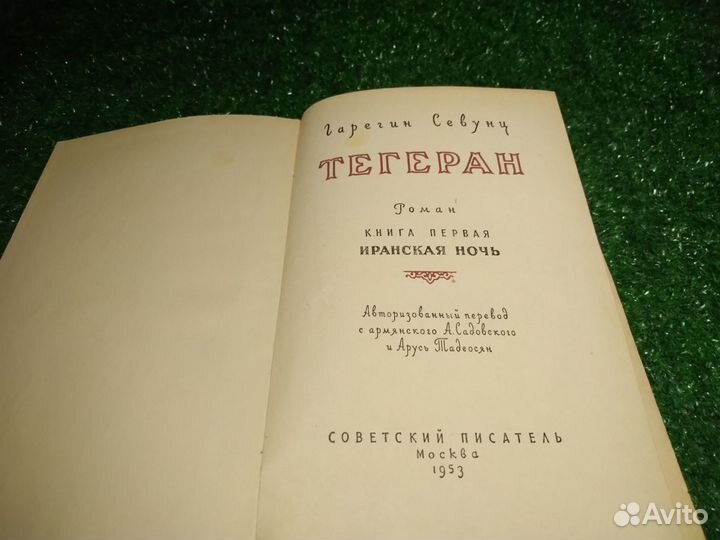 Гарегин Севунц
ТЕГЕРАН
Роман
КНИГА ПЕРВАЯ
ИРАНСКАЯ НОЧЬ
Авторизованный перевод
с армянского А. Садовского
и Арусь Тадеосян
СОВЕТСКИЙ ПИСАТЕЛЬ
Москва
1953
Avito